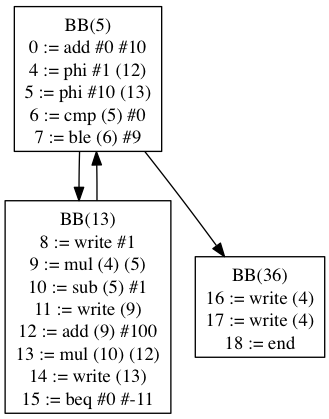 BB(5)
0 := add #0 #10
4 := phi #1 (12)
5 := phi #10 (13)
6 := cmp (5) #0
7 := ble (6) #9
BB(13)
8 := write #1
9 := mul (4) (5)
10 := sub (5) #1
11 := write (9)
12 := add (9) #100
13 := mul (10) (12)
14 := write (13)
15 := beq #0 #-11
BB(36)
16 := write (4)
17 := write (4)
18 := end